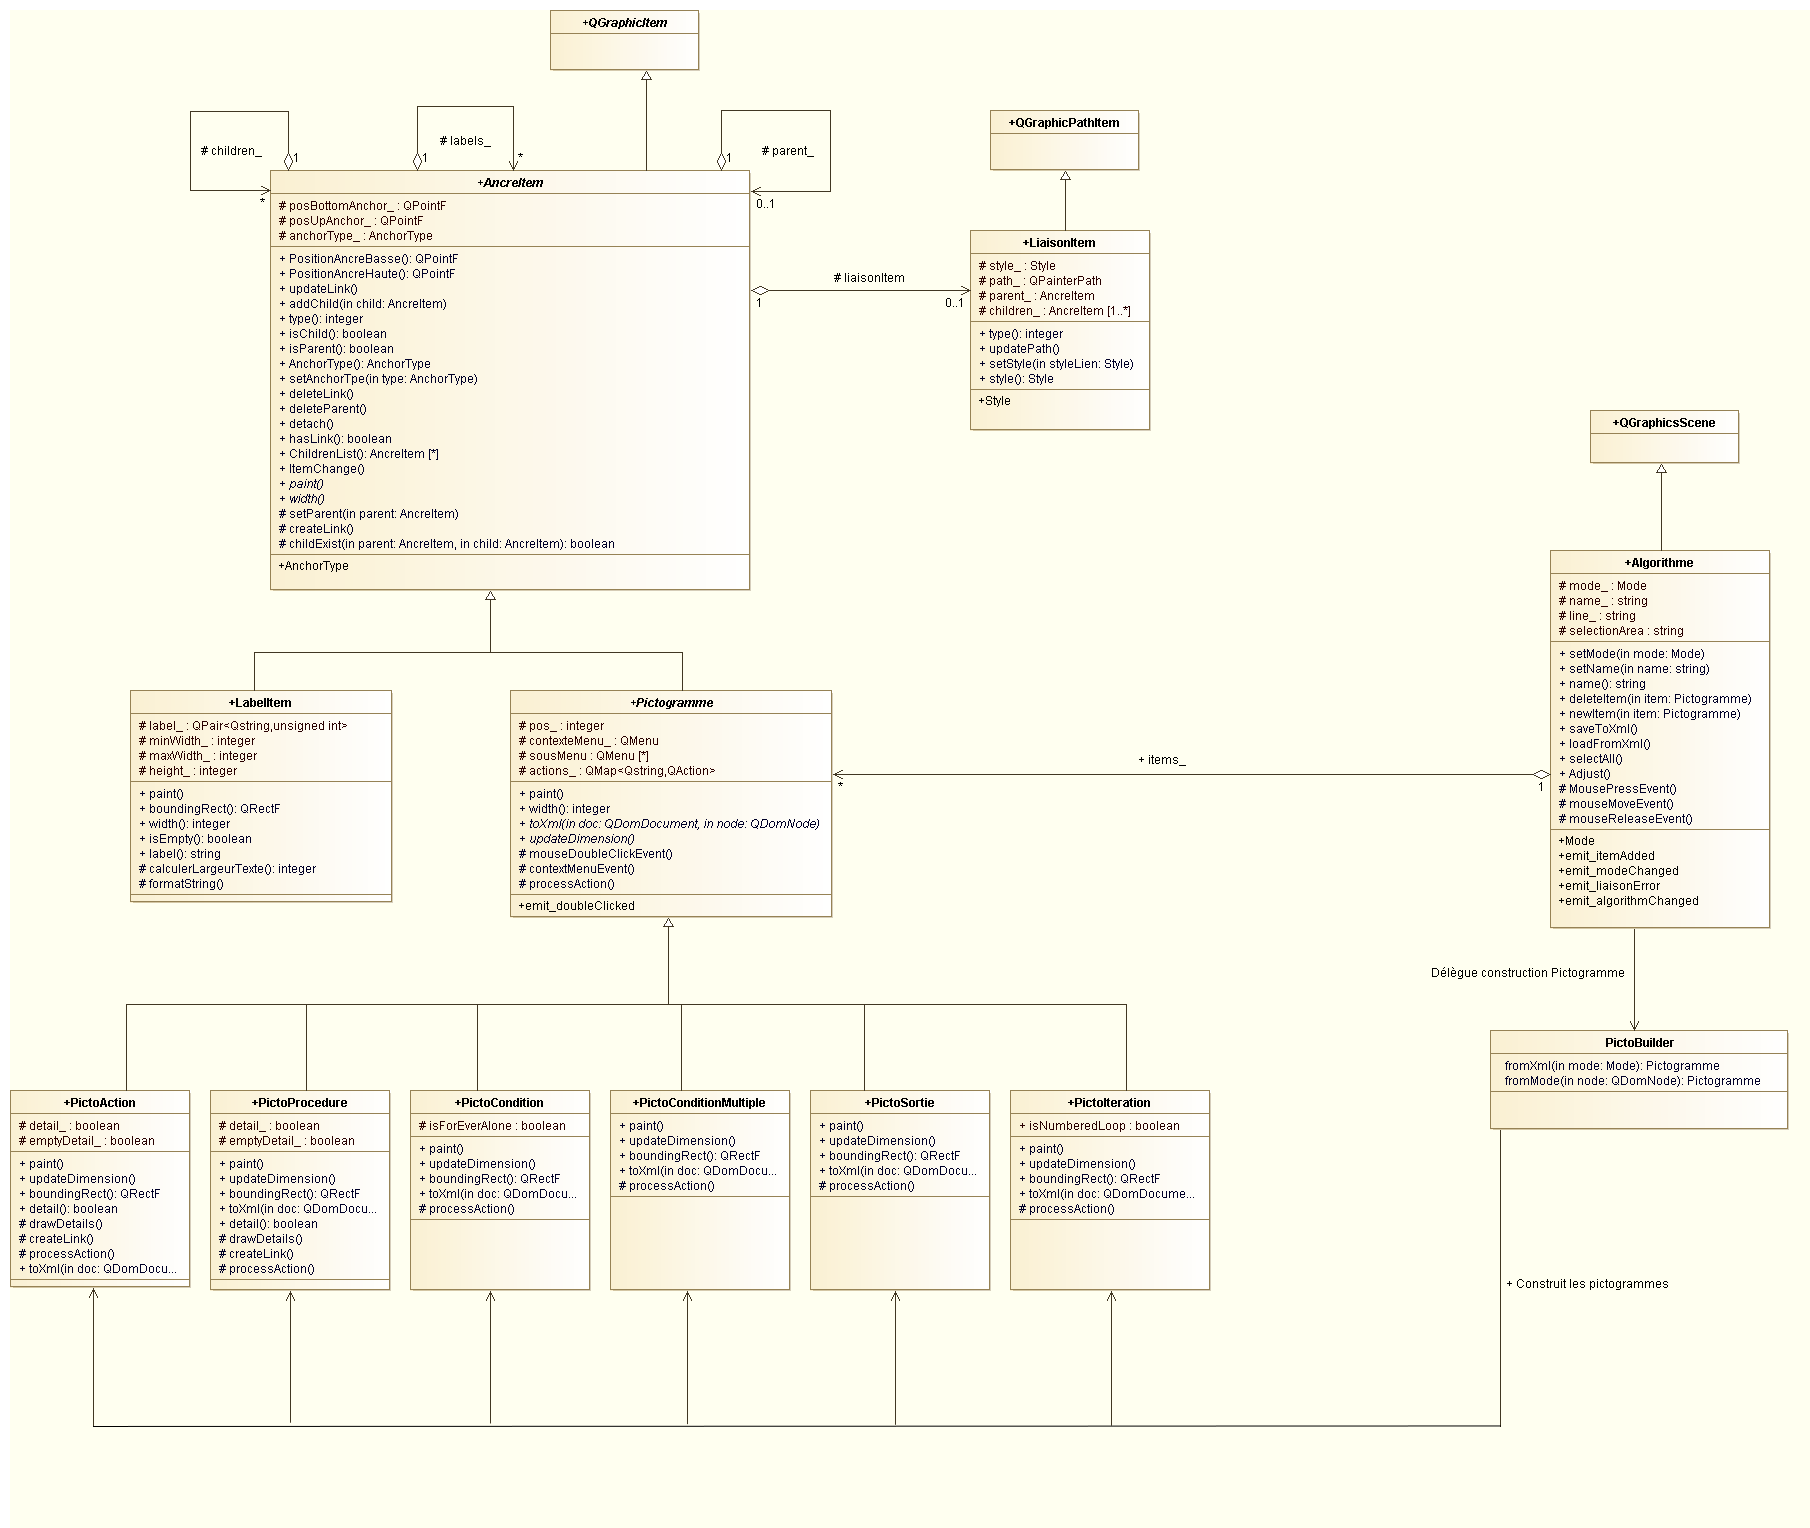 +QGraphicItem
# children_
1
*
# labels_
1
*
# parent_
1
0..1
+AncreItem
# posBottomAnchor_ : QPointF
# posUpAnchor_ : QPointF
# anchorType_ : AnchorType
+ PositionAncreBasse(): QPointF
+ PositionAncreHaute(): QPointF
+ updateLink()
+ addChild(in child: AncreItem)
+ type(): integer
+ isChild(): boolean
+ isParent(): boolean
+ AnchorType(): AnchorType
+ setAnchorTpe(in type: AnchorType)
+ deleteLink()
+ deleteParent()
+ detach()
+ hasLink(): boolean
+ ChildrenList(): AncreItem [*]
+ ItemChange()
+ paint()
+ width()
# setParent(in parent: AncreItem)
# createLink()
# childExist(in parent: AncreItem, in child: AncreItem): boolean
+AnchorType
# liaisonItem
1
0..1
+QGraphicPathItem
+LiaisonItem
# style_ : Style
# path_ : QPainterPath
# parent_ : AncreItem
# children_ : AncreItem [1..*]
+ type(): integer
+ updatePath()
+ setStyle(in styleLien: Style)
+ style(): Style
+Style
+QGraphicsScene
+Algorithme
# mode_ : Mode
# name_ : string
# line_ : string
# selectionArea : string
+ setMode(in mode: Mode)
+ setName(in name: string)
+ name(): string
+ deleteItem(in item: Pictogramme)
+ newItem(in item: Pictogramme)
+ saveToXml()
+ loadFromXml()
+ selectAll()
+ Adjust()
# MousePressEvent()
# mouseMoveEvent()
# mouseReleaseEvent()
+Mode
+emit_itemAdded
+emit_modeChanged
+emit_liaisonError
+emit_algorithmChanged
+LabelItem
# label_ : QPair<Qstring,unsigned int>
# minWidth_ : integer
# maxWidth_ : integer
# height_ : integer
+ paint()
+ boundingRect(): QRectF
+ width(): integer
+ isEmpty(): boolean
+ label(): string
# calculerLargeurTexte(): integer
# formatString()
+Pictogramme
# pos_ : integer
# contexteMenu_ : QMenu
# sousMenu : QMenu [*]
# actions_ : QMap<Qstring,QAction>
+ paint()
+ width(): integer
+ toXml(in doc: QDomDocument, in node: QDomNode)
+ updateDimension()
# mouseDoubleClickEvent()
# contextMenuEvent()
# processAction()
+emit_doubleClicked
+ items_
*
1
Délègue construction Pictogramme
PictoBuilder
fromXml(in mode: Mode): Pictogramme
fromMode(in node: QDomNode): Pictogramme
+PictoAction
# detail_ : boolean
# emptyDetail_ : boolean
+ paint()
+ updateDimension()
+ boundingRect(): QRectF
+ detail(): boolean
# drawDetails()
# createLink()
# processAction()
+ toXml(in doc: QDomDocu...
+PictoProcedure
# detail_ : boolean
# emptyDetail_ : boolean
+ paint()
+ updateDimension()
+ boundingRect(): QRectF
+ toXml(in doc: QDomDocu...
+ detail(): boolean
# drawDetails()
# createLink()
# processAction()
+PictoCondition
# isForEverAlone : boolean
+ paint()
+ updateDimension()
+ boundingRect(): QRectF
+ toXml(in doc: QDomDocu...
# processAction()
+PictoConditionMultiple
+ paint()
+ updateDimension()
+ boundingRect(): QRectF
+ toXml(in doc: QDomDocu...
# processAction()
+PictoSortie
+ paint()
+ updateDimension()
+ boundingRect(): QRectF
+ toXml(in doc: QDomDocu...
# processAction()
+PictoIteration
+ isNumberedLoop : boolean
+ paint()
+ updateDimension()
+ boundingRect(): QRectF
+ toXml(in doc: QDomDocume...
# processAction()
+ Construit les pictogrammes